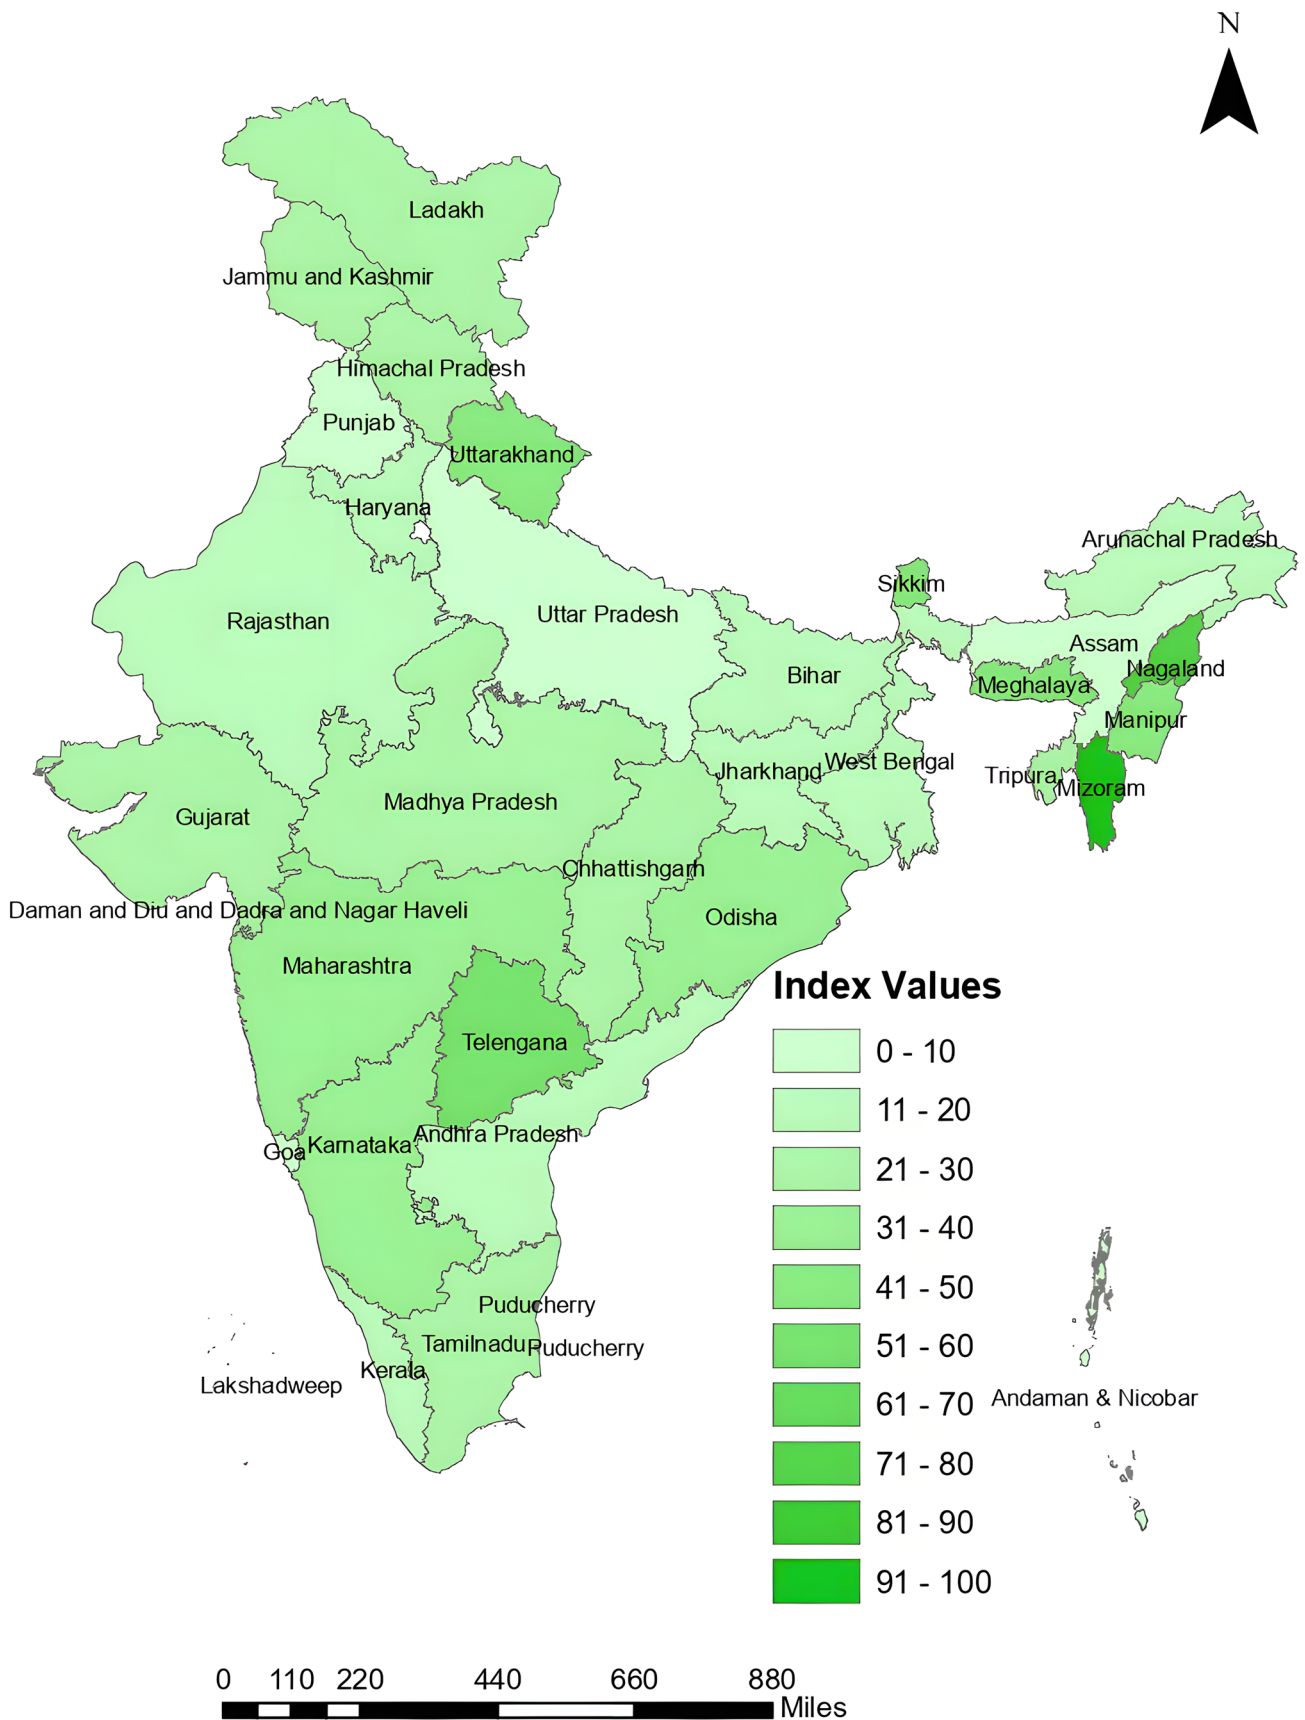 N
Ladakh
Jammu and Kashmir
Himachal Pradesh
Punjab
Uttarakhand
Haryana
Arunachal Pradesh
Sikkim
Rajasthan
Uttar Pradesh
Assam
Bihar
Nagaland
Meghalaya
Manipur
West Bengal
Jharkhand
Tripura
Mizoram
Madhya Pradesh
Gujarat
Chhattishgarh
Daman and Diu and Dadra and Nagar Haveli
Odisha
Maharashtra
Telengana
Andhra Pradesh
Goa
Karnataka
Puducherry
Tamilnadu
Puducherry
Kerala
Lakshadweep
Andaman & Nicobar
Index Values
0 - 10
11 - 20
21 - 30
31 - 40
41 - 50
51 - 60
61 - 70
71 - 80
81 - 90
91 - 100
0 110 220 440 660 880
Miles